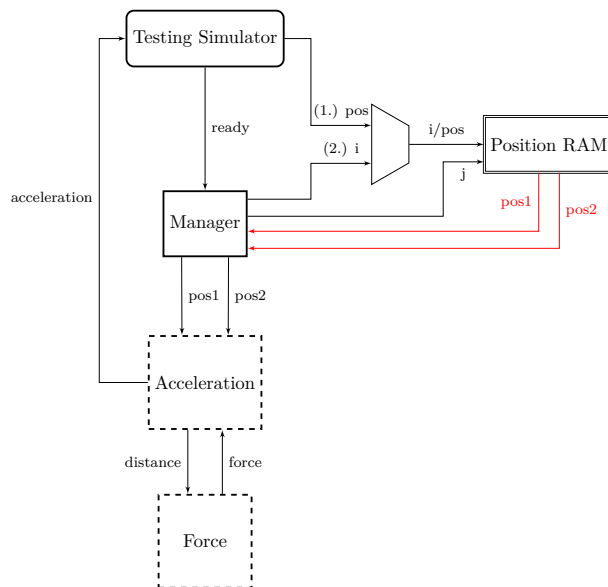 Testing Simulator
(1.) pos
ready
i/pos
Position RAM
(2.) i
j
acceleration
pos1
pos2
Manager
pos1
pos2
Acceleration
distance
force
Force